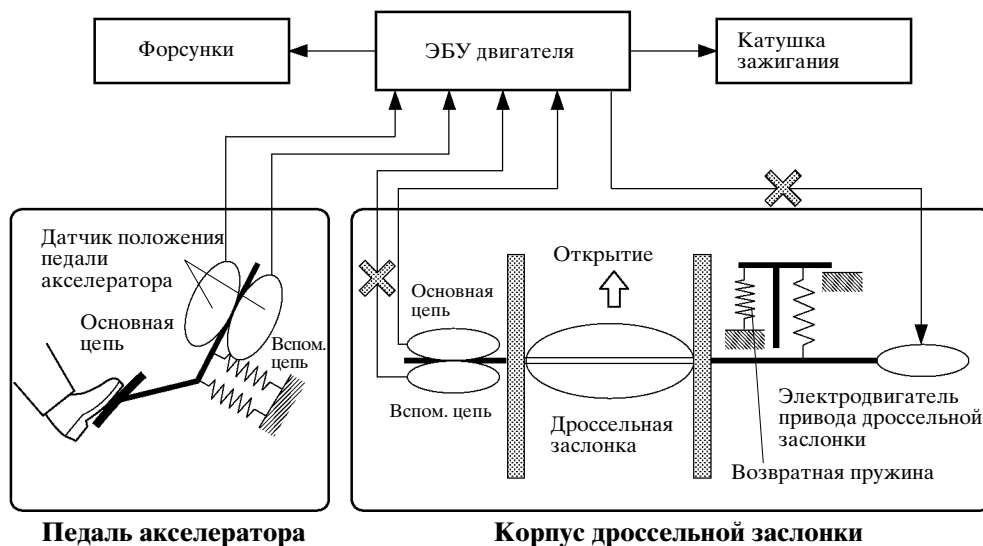 Форсунки
ЭБУ двигателя
Катушка
зажигания
Датчик положения
педали
акселератора
Основная
цепь
Вспом.
цепь
Педаль акселератора
Открытие
Основная
цепь
Вспом. цепь
Дроссельная
заслонка
Электродвигатель
привода дроссельной
заслонки
Возвратная пружина
Корпус дроссельной заслонки